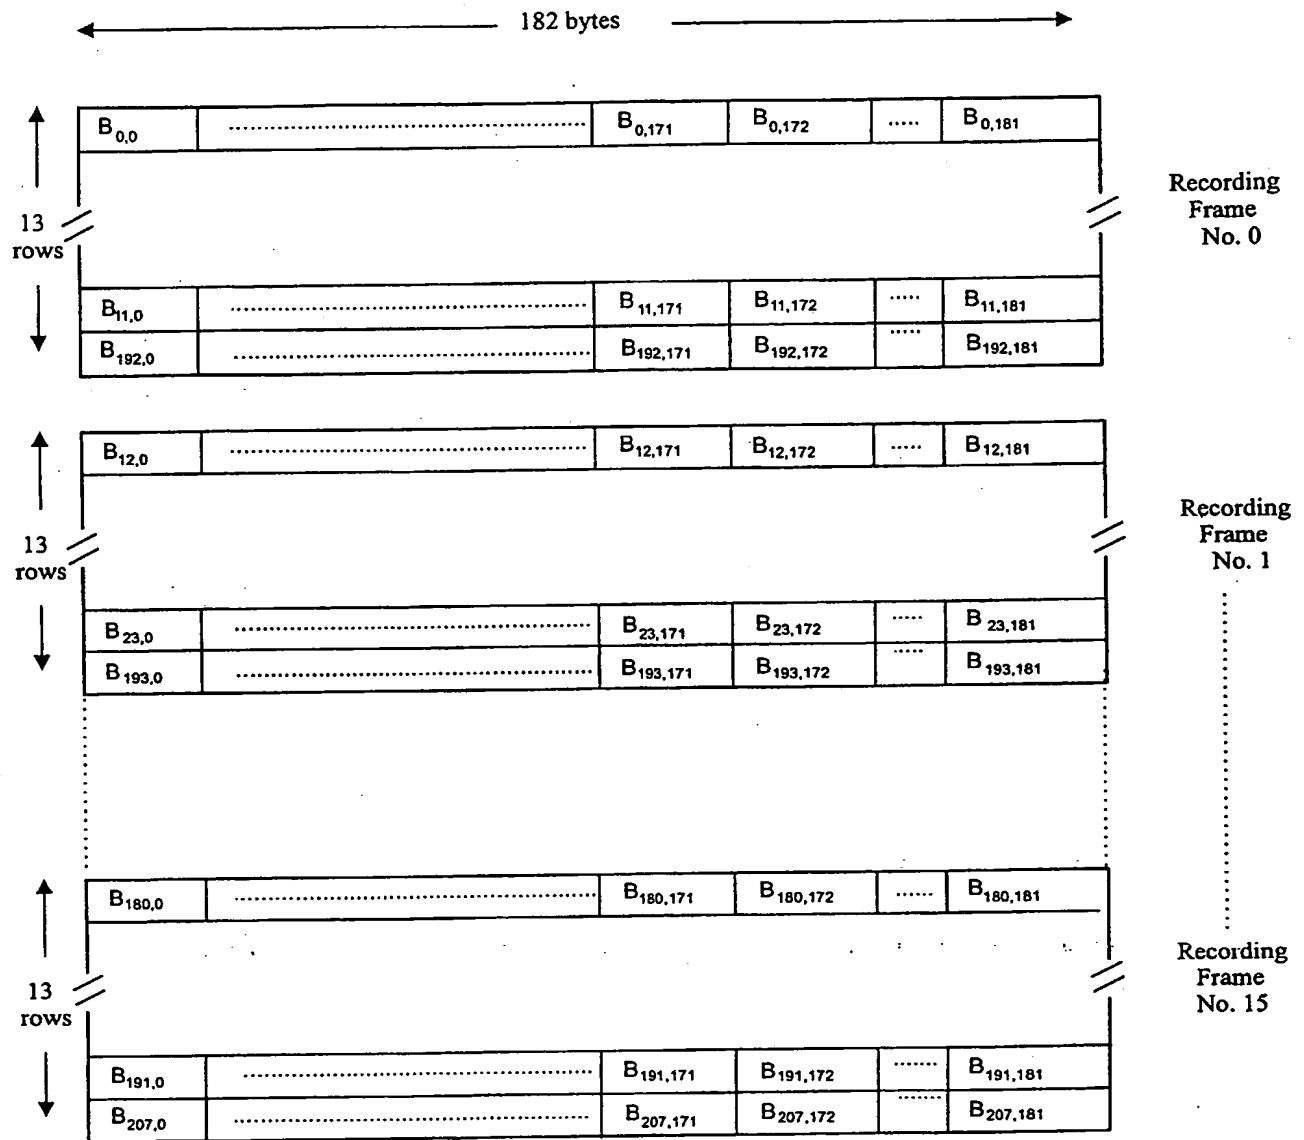 182 bytes
B0,0 ........ B0,171 B0,172 ..... B0,181
13 rows
Recording Frame No. 0
B11,0 ........ B11,171 B11,172 ..... B11,181
B192,0 ........ B192,171 B192,172 ..... B192,181
B12,0 ........ B12,171 B12,172 ..... B12,181
13 rows
Recording Frame No. 1
B23,0 ........ B23,171 B23,172 ..... B23,181
B193,0 ........ B193,171 B193,172 ..... B193,181
B180,0 ........ B180,171 B180,172 ...... B180,181
13 rows
Recording Frame No. 15
B191,0 ........ B191,171 B191,172 ...... B191,181
B207,0 ........ B207,171 B207,172 ...... B207,181